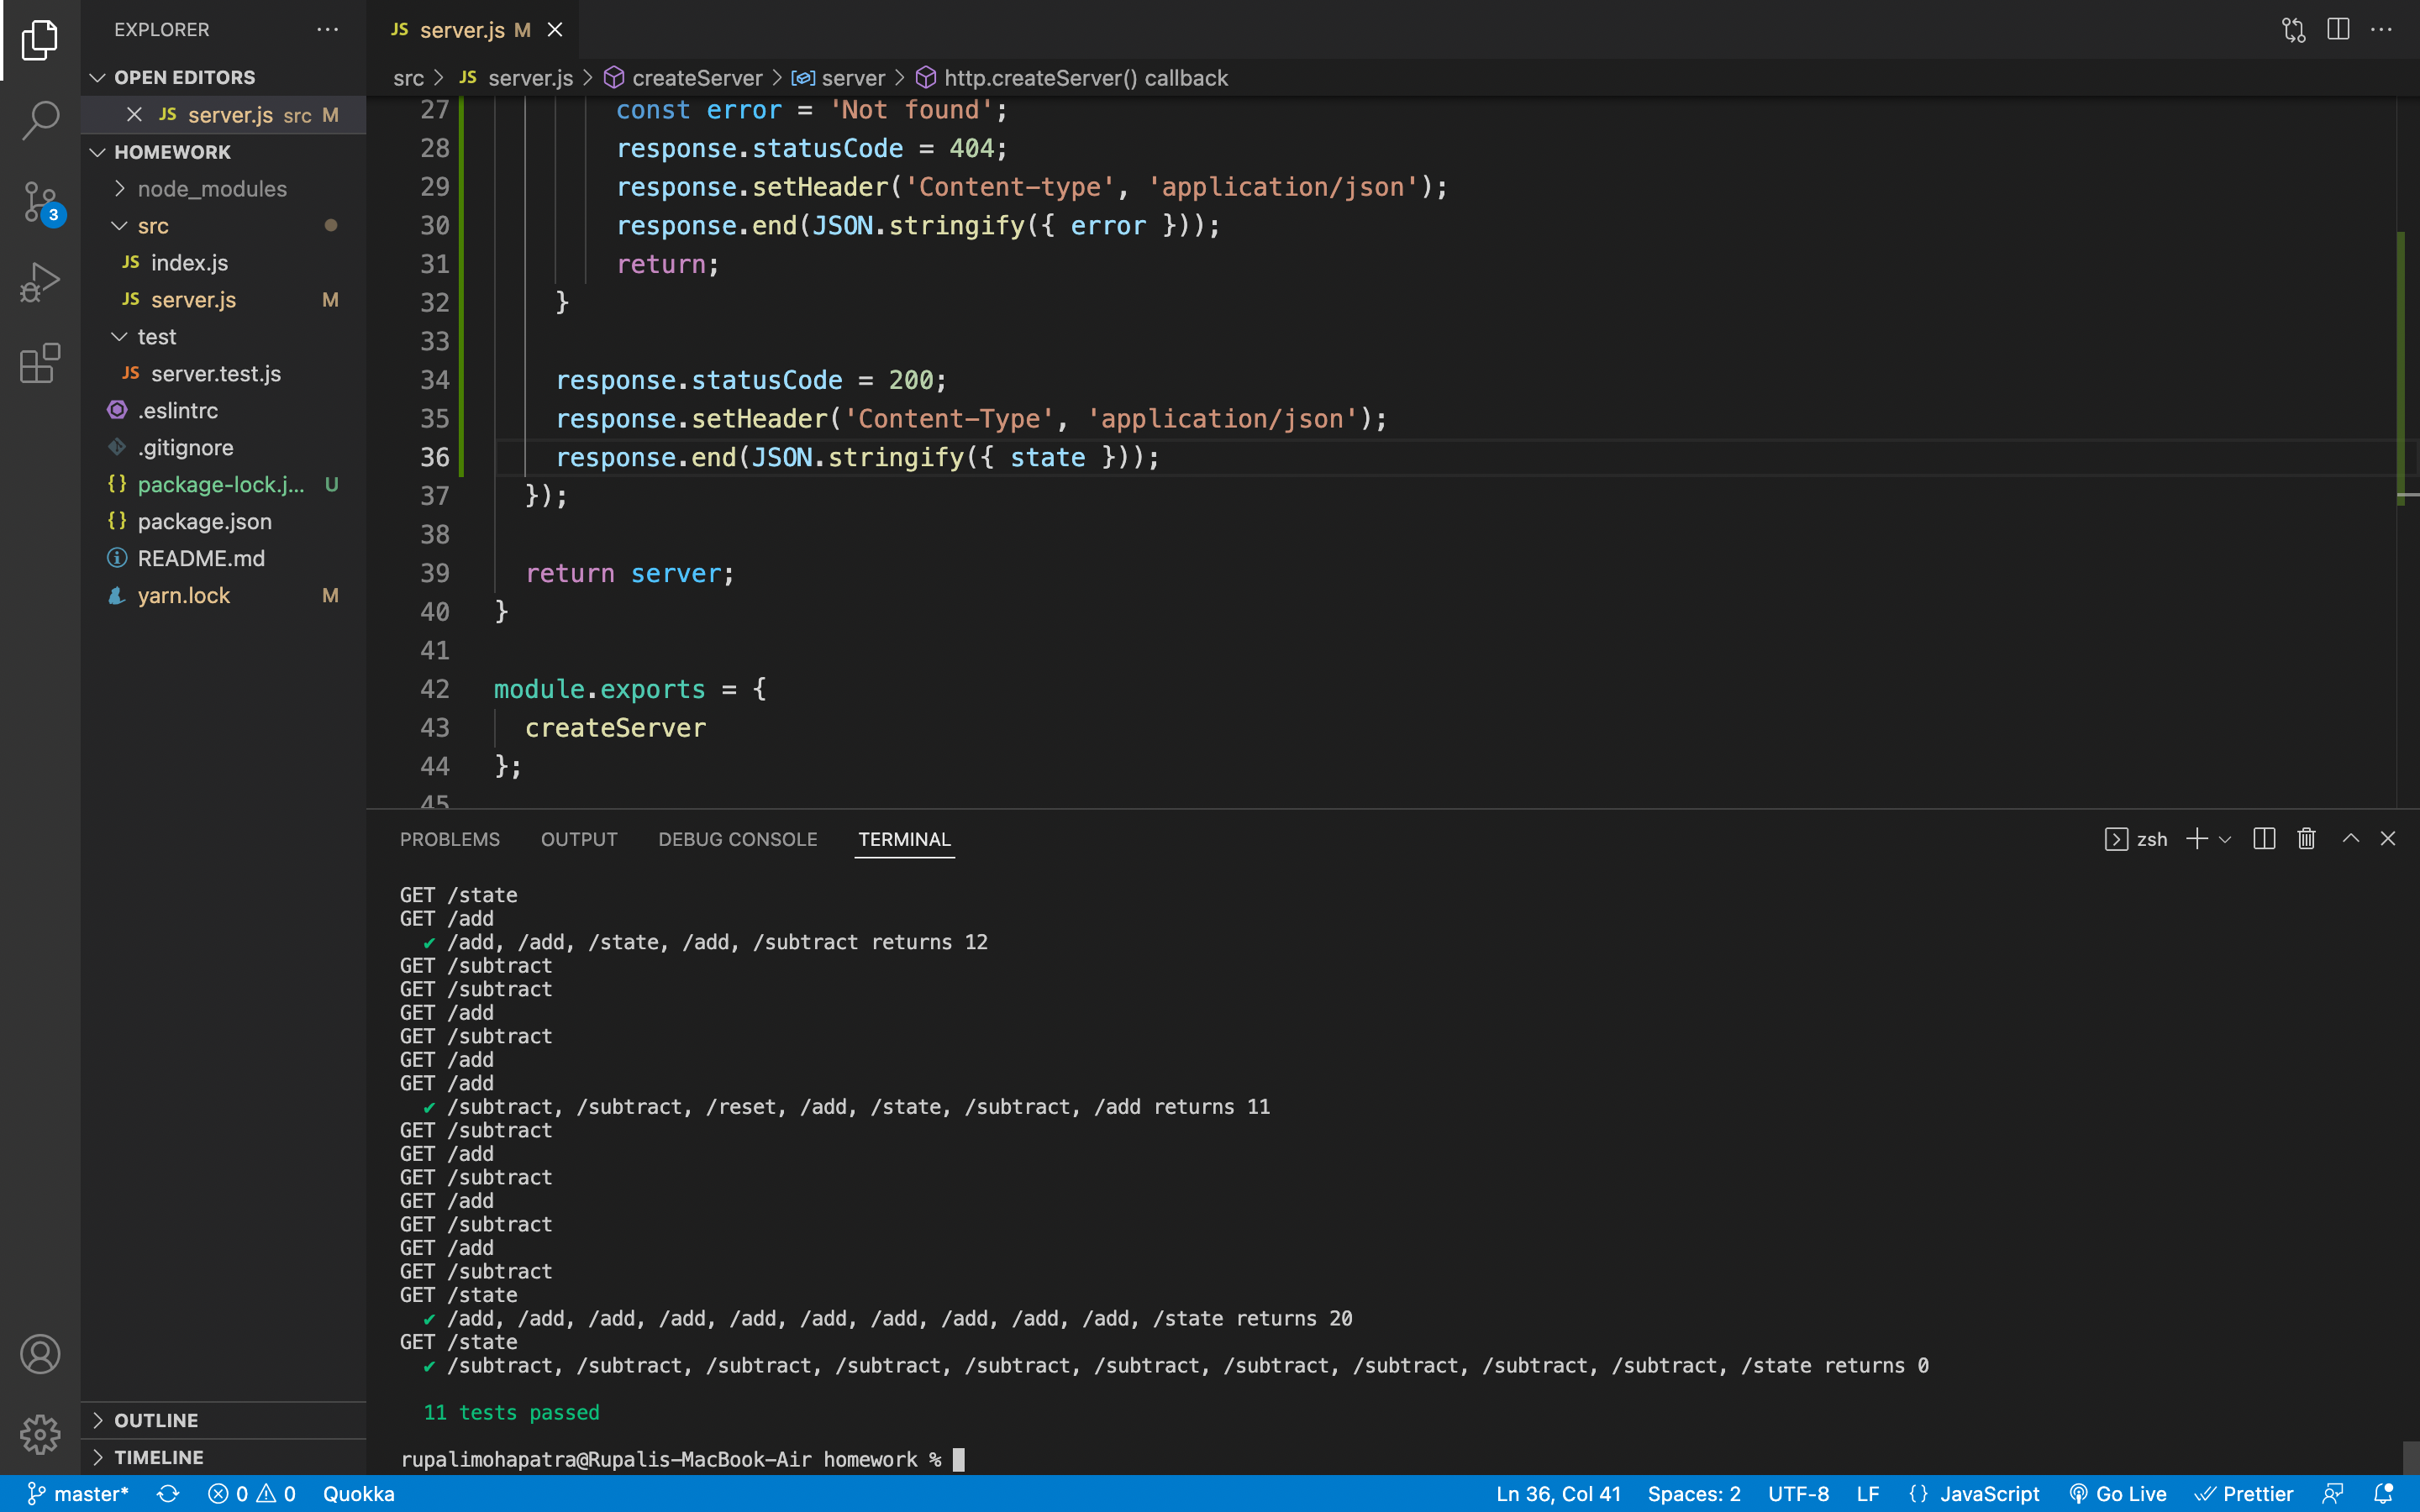 EXPLORER
OPEN EDITORS
JS server.js src M
HOMEWORK
node_modules
src
JS index.js
JS server.js M
test
JS server.test.js
.eslintrc
.gitignore
{} package-lock.j... U
{} package.json
README.md
yarn.lock M
OUTLINE
TIMELINE
3
JS server.js M
src > JS server.js > createServer > server > http.createServer() callback
27 const error = 'Not found';
28 response.statusCode = 404;
29 response.setHeader('Content-type', 'application/json');
30 response.end(JSON.stringify({ error }));
31 return;
32 }
33
34 response.statusCode = 200;
35 response.setHeader('Content-Type', 'application/json');
36 response.end(JSON.stringify({ state }));
37 });
38
39 return server;
40 }
41
42 module.exports = {
43 createServer
44 };
45
PROBLEMS OUTPUT DEBUG CONSOLE TERMINAL zsh
GET /state
GET /add
✔ /add, /add, /state, /add, /subtract returns 12
GET /subtract
GET /subtract
GET /add
GET /subtract
GET /add
GET /add
✔ /subtract, /subtract, /reset, /add, /state, /subtract, /add returns 11
GET /subtract
GET /add
GET /subtract
GET /add
GET /subtract
GET /add
GET /subtract
GET /state
✔ /add, /add, /add, /add, /add, /add, /add, /add, /add, /add, /state returns 20
GET /state
✔ /subtract, /subtract, /subtract, /subtract, /subtract, /subtract, /subtract, /subtract, /subtract, /subtract, /state returns 0
11 tests passed
rupalimohapatra@Rupalis-MacBook-Air homework %
master* 0 0 Quokka Ln 36, Col 41 Spaces: 2 UTF-8 LF {} JavaScript Go Live Prettier